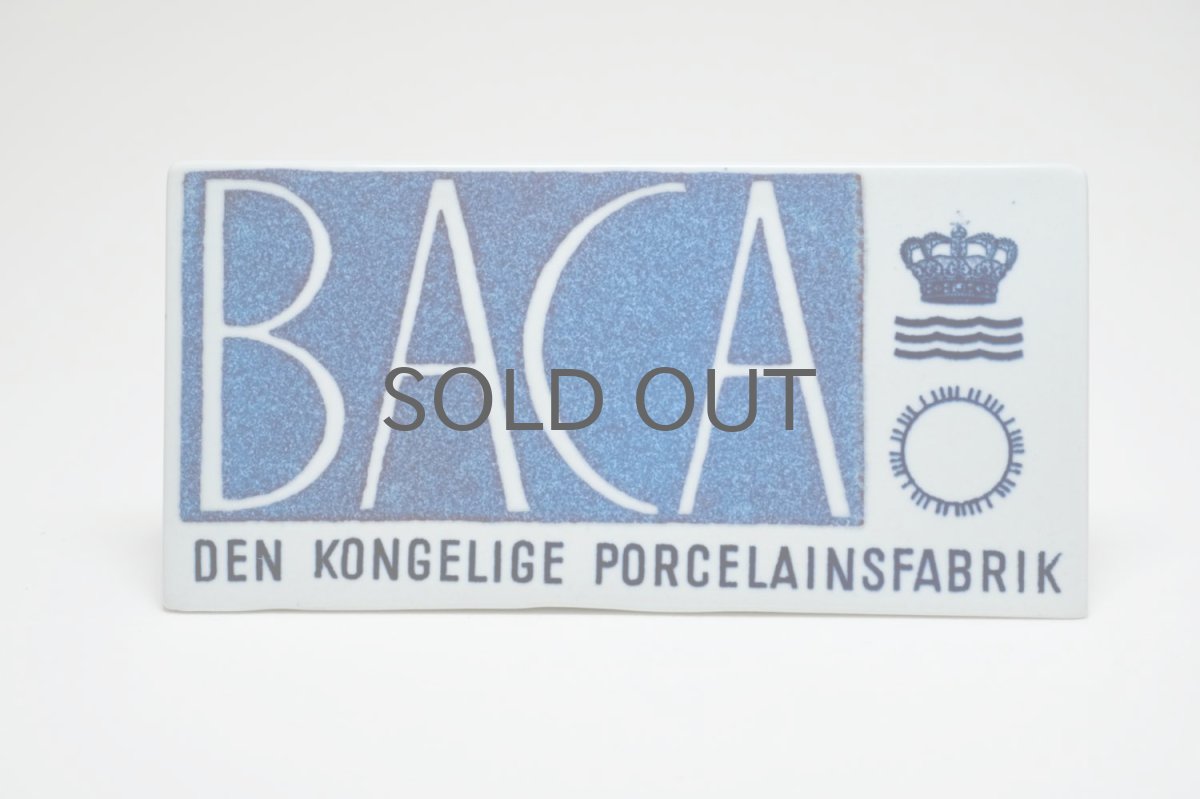 BACA
SOLD OUT
DEN KONGELIGE PORCELAINSFABRIK